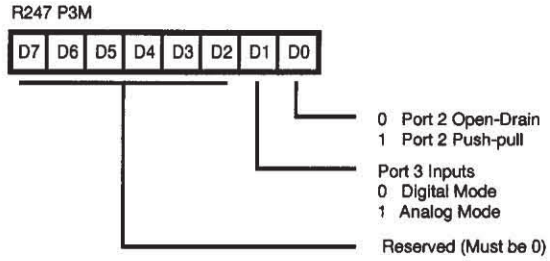 R247 P3M
D7 D6 D5 D4 D3 D2 D1 D0
0 Port 2 Open-Drain
1 Port 2 Push-pull
Port 3 Inputs
0 Digital Mode
1 Analog Mode
Reserved (Must be 0)